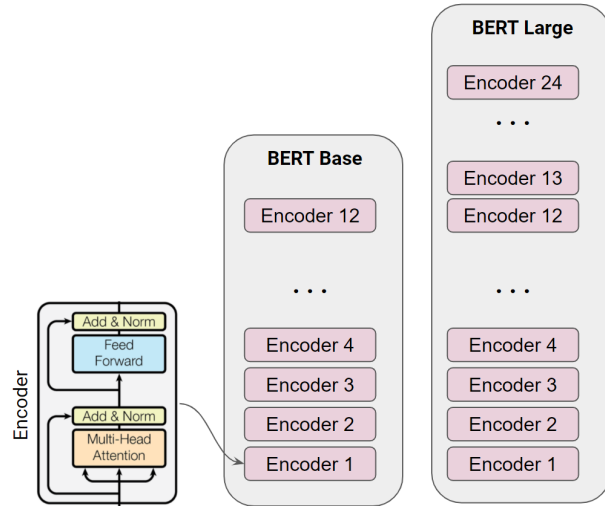 Encoder
Add & Norm
Feed
Forward
Add & Norm
Multi-Head
Attention
BERT Base
Encoder 12
...
Encoder 4
Encoder 3
Encoder 2
Encoder 1
BERT Large
Encoder 24
...
Encoder 13
Encoder 12
...
Encoder 4
Encoder 3
Encoder 2
Encoder 1